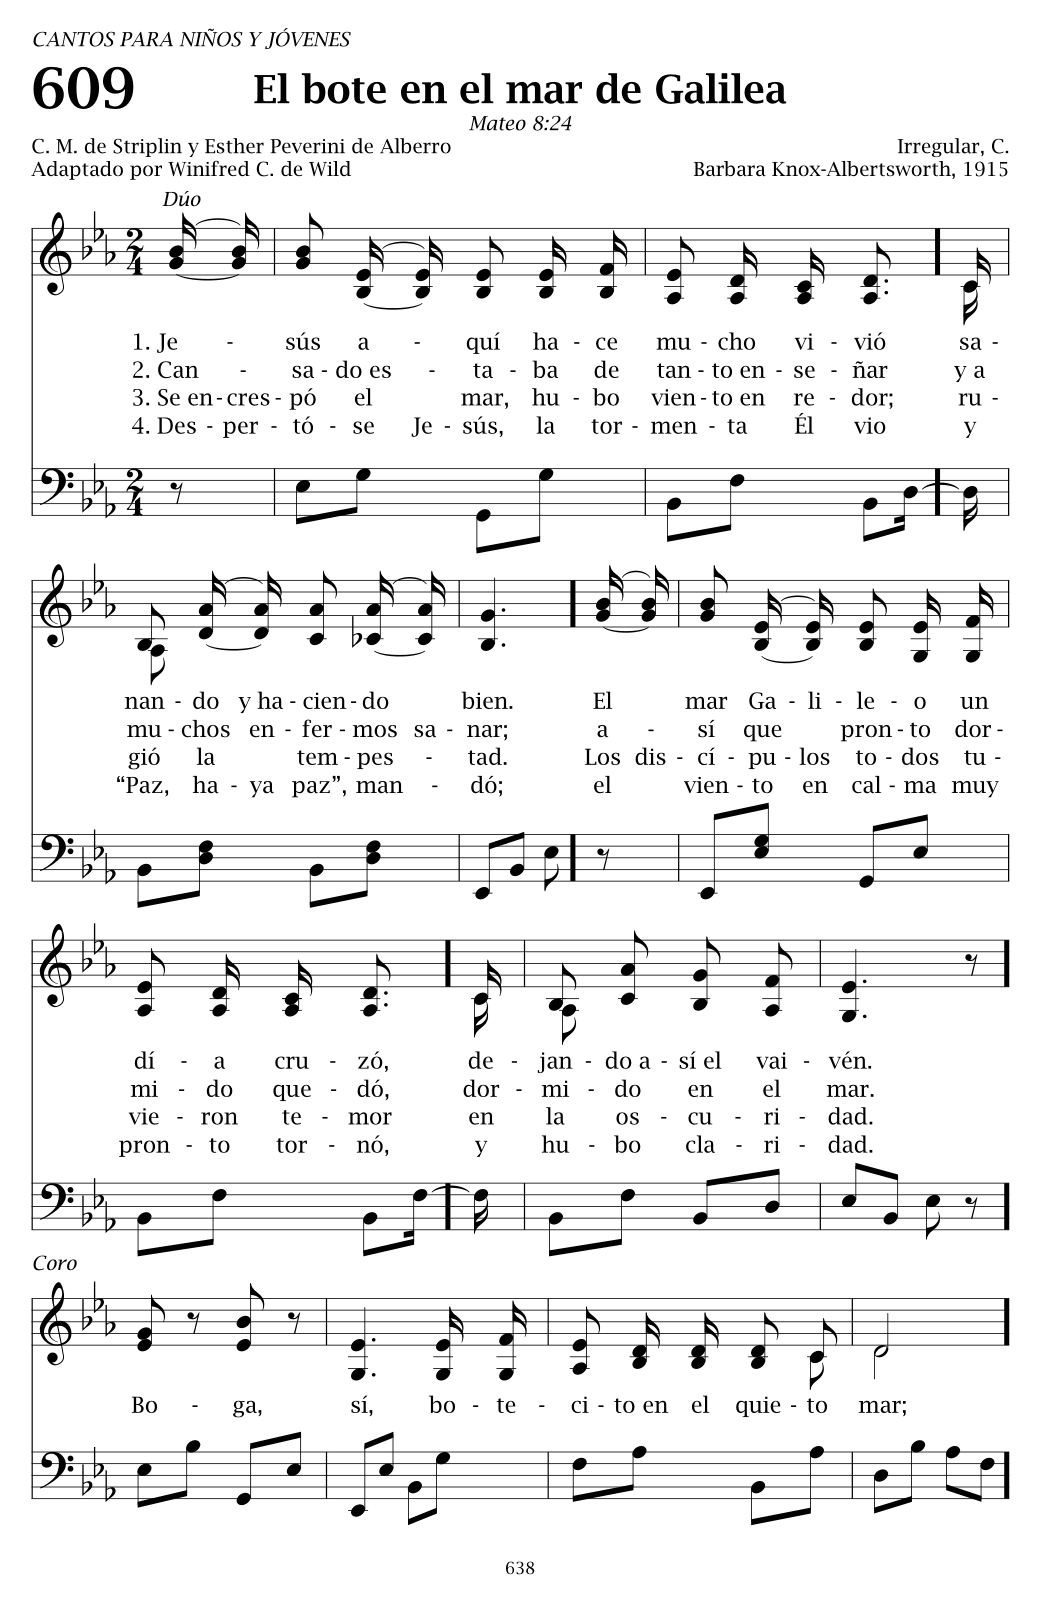 CANTOS PARA NIÑOS Y JÓVENES
609
El bote en el mar de Galilea
Mateo 8:24
C. M. de Striplin y Esther Peverini de Alberro
Irregular, C.
Adaptado por Winifred C. de Wild
Barbara Knox-Albertsworth, 1915
Dúo
1. Je - sús a - quí ha - ce mu - cho vi - vió sa -
2. Can - sa - do es - ta - ba de tan - to en - se - ñar y a
3. Se en - cres - pó el mar, hu - bo vien - to en re - dor; ru -
4. Des - per - tó - se Je - sús, la tor - men - ta Él vio y
nan - do y ha - cien - do bien. El mar Ga - li - le - o un
mu - chos en - fer - mos sa - nar; a - sí que pron - to dor -
gió la tem - pes - tad. Los dis - cí - pu - los to - dos tu -
“Paz, ha - ya paz”, man - dó; el vien - to en cal - ma muy
dí - a cru - zó, de - jan - do a - sí el vai - vén.
mi - do que - dó, dor - mi - do en el mar.
vie - ron te - mor en la os - cu - ri - dad.
pron - to tor - nó, y hu - bo cla - ri - dad.
Coro
Bo - ga, sí, bo - te - ci - to en el quie - to mar;
638